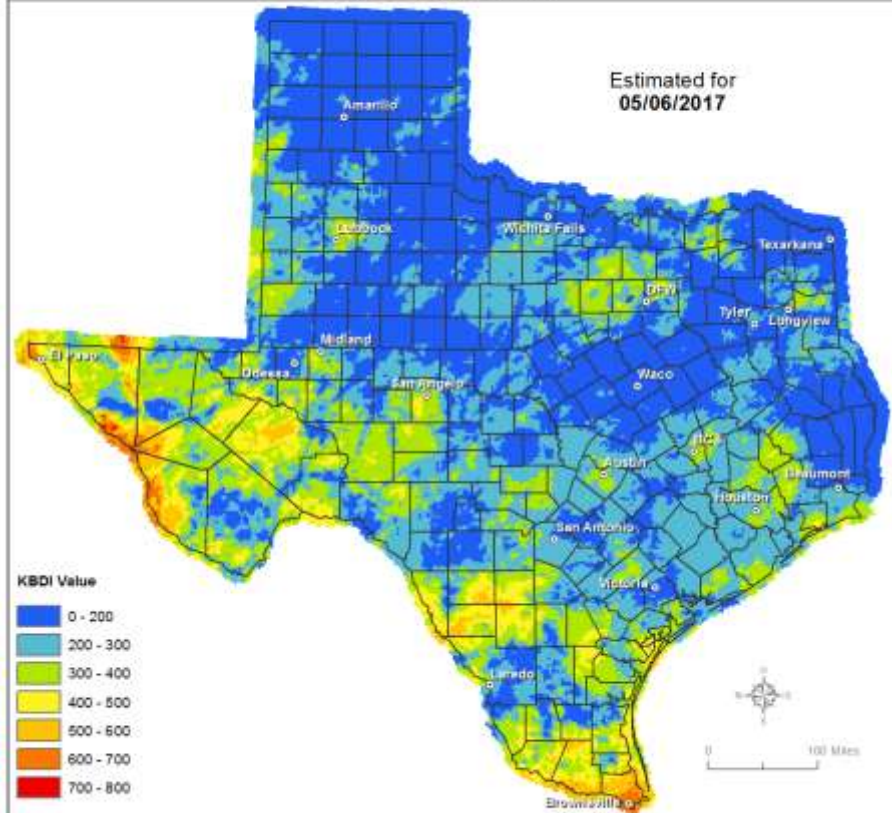 Estimated for
05/06/2017
Amarillo
Lubbock
Wichita Falls
Texarkana
DFW
Tyler
Longview
Midland
El Paso
Odessa
San Angelo
Waco
BCS
Austin
Beaumont
Houston
San Antonio
Victoria
Laredo
Brownsville
KBDI Value
0 - 200
200 - 300
300 - 400
400 - 500
500 - 600
600 - 700
700 - 800
0 100 Miles